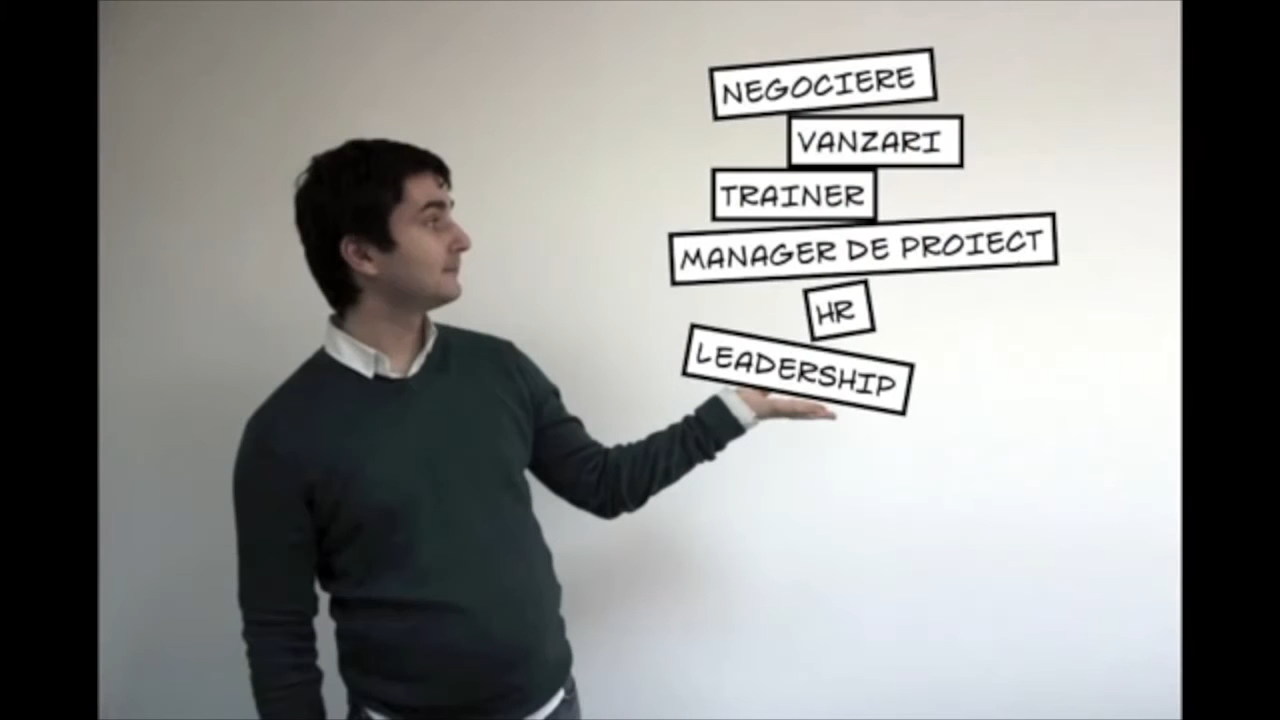 NEGOCIERE
VANZARI
TRAINER
MANAGER DE PROIECT
HR
LEADERSHIP